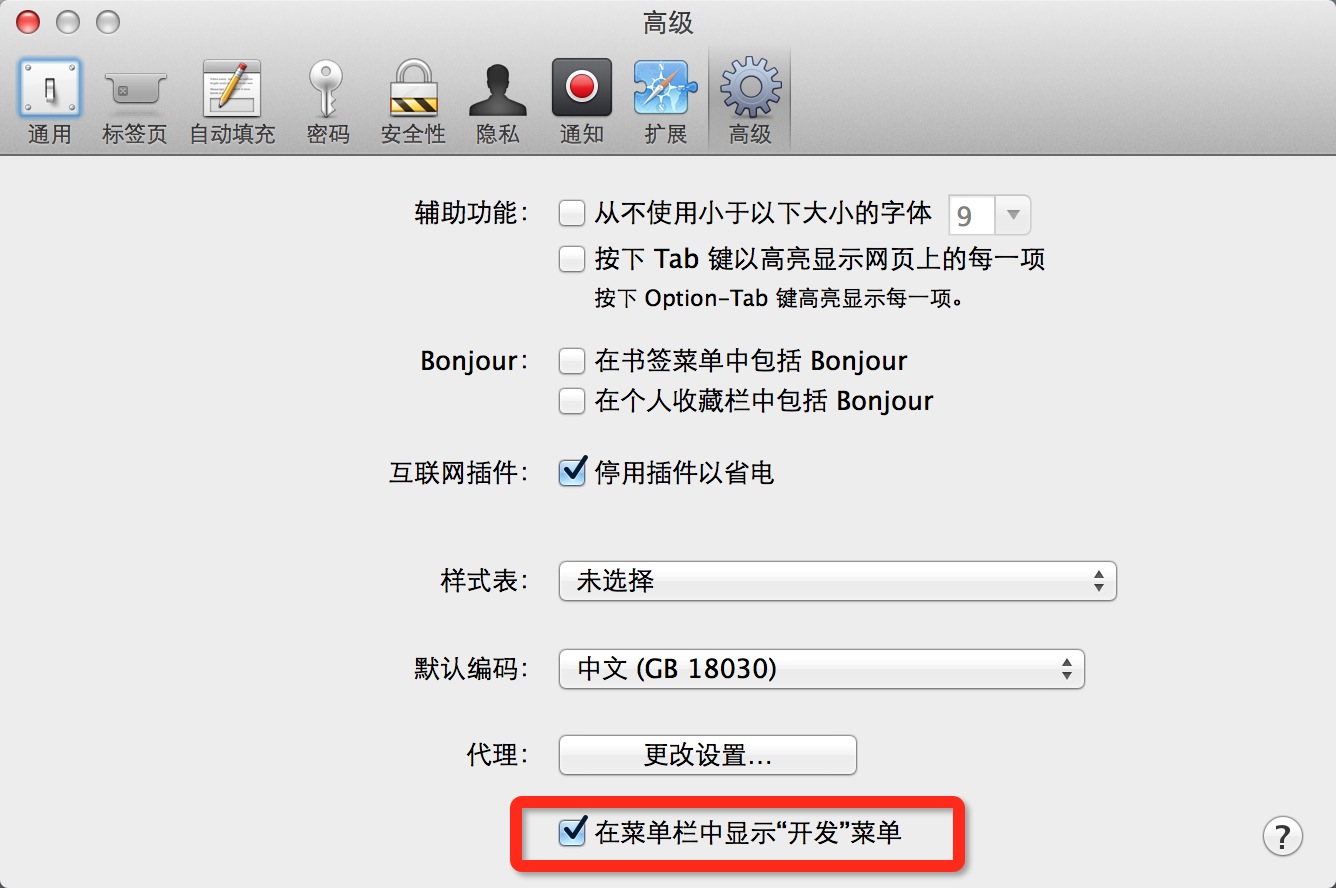 高级
通用 标签页 自动填充 密码 安全性 隐私 通知 扩展 高级
辅助功能： 从不使用小于以下大小的字体 9
按下 Tab 键以高亮显示网页上的每一项
按下 Option-Tab 键高亮显示每一项。
Bonjour： 在书签菜单中包括 Bonjour
在个人收藏栏中包括 Bonjour
互联网插件： 停用插件以省电
样式表： 未选择
默认编码： 中文 (GB 18030)
代理： 更改设置...
在菜单栏中显示“开发”菜单
?